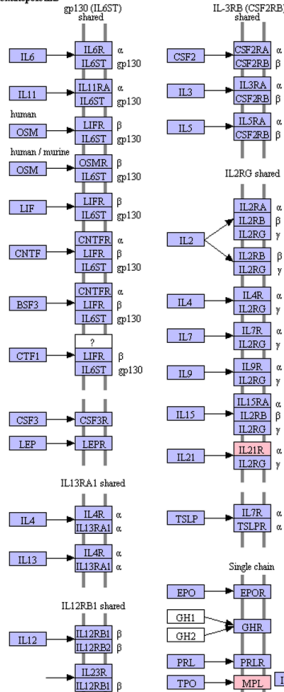 gp130 (IL6ST)
shared
IL6
IL6R α
IL6ST gp130
IL11
IL11RA α
IL6ST gp130
human
OSM
LIFR β
IL6ST gp130
human / murine
OSM
OSMR β
IL6ST gp130
LIF
LIFR β
IL6ST gp130
CNTF
CNTFR α
LIFR β
IL6ST gp130
BSF3
CNTFR α
LIFR β
IL6ST gp130
CTF1
?
LIFR β
IL6ST gp130
CSF3 CSF3R
LEP LEPR
IL13RA1 shared
IL4
IL4R α
IL13RA1 α
IL13
IL4R α
IL13RA1 α
IL12RB1 shared
IL12
IL12RB1 β
IL12RB2 β
IL23R
IL12RB1 β
IL-3RB (CSF2RB)
shared
CSF2
CSF2RA α
CSF2RB β
IL3
IL3RA α
CSF2RB β
IL5
IL5RA α
CSF2RB β
IL2RG shared
IL2
IL2RA α
IL2RB β
IL2RG γ
IL2RB β
IL2RG γ
IL4
IL4R α
IL2RG γ
IL7
IL7R α
IL2RG γ
IL9
IL9R α
IL2RG γ
IL15
IL15RA α
IL2RB β
IL2RG γ
IL21
IL21R α
IL2RG γ
TSLP
IL7R α
TSLPR α
Single chain
EPO EPOR
GH1
GH2
GHR
PRL PRLR
TPO MPL